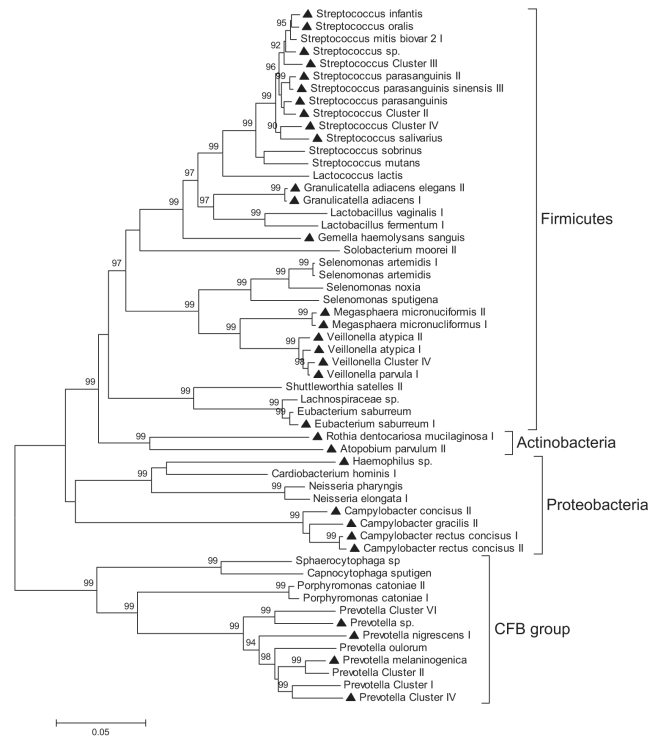 Streptococcus infantis
95
Streptococcus oralis
Streptococcus mitis biovar 2 I
92
Streptococcus sp.
Streptococcus Cluster III
96
99
Streptococcus parasanguinis II
Streptococcus parasanguinis sinensis III
99
Streptococcus parasanguinis
Streptococcus Cluster II
90
Streptococcus Cluster IV
99
Streptococcus salivarius
99
Streptococcus sobrinus
Streptococcus mutans
97
Lactococcus lactis
99
Granulicatella adiacens elegans II
97
Granulicatella adiacens I
99
Lactobacillus vaginalis I
Firmicutes
Lactobacillus fermentum I
Gemella haemolysans sanguis
Solobacterium moorei II
97
99
Selenomonas artemidis I
Selenomonas artemidis
99
Selenomonas noxia
99
Selenomonas sputigena
99
Megasphaera micronuciformis II
99
Megasphaera micronucliformus I
99
Veillonella atypica II
Veillonella atypica I
98
Veillonella Cluster IV
Veillonella parvula I
99
Shuttleworthia satelles II
99
Lachnospiraceae sp.
99
Eubacterium saburreum
Eubacterium saburreum I
99
Rothia dentocariosa mucilaginosa I
Actinobacteria
Atopobium parvulum II
Haemophilus sp.
99
Cardiobacterium hominis I
99
Neisseria pharyngis
Neisseria elongata I
Proteobacteria
99
Campylobacter concisus II
Campylobacter gracilis II
99
Campylobacter rectus concisus I
Campylobacter rectus concisus II
99
Sphaerocytophaga sp
99
Capnocytophaga sputigen
99
Porphyromonas catoniae II
99
Porphyromonas catoniae I
99
Prevotella Cluster VI
Prevotella sp.
CFB group
94
Prevotella nigrescens I
98
Prevotella oulorum
99
Prevotella melaninogenica
Prevotella Cluster II
99
Prevotella Cluster I
Prevotella Cluster IV
0.05